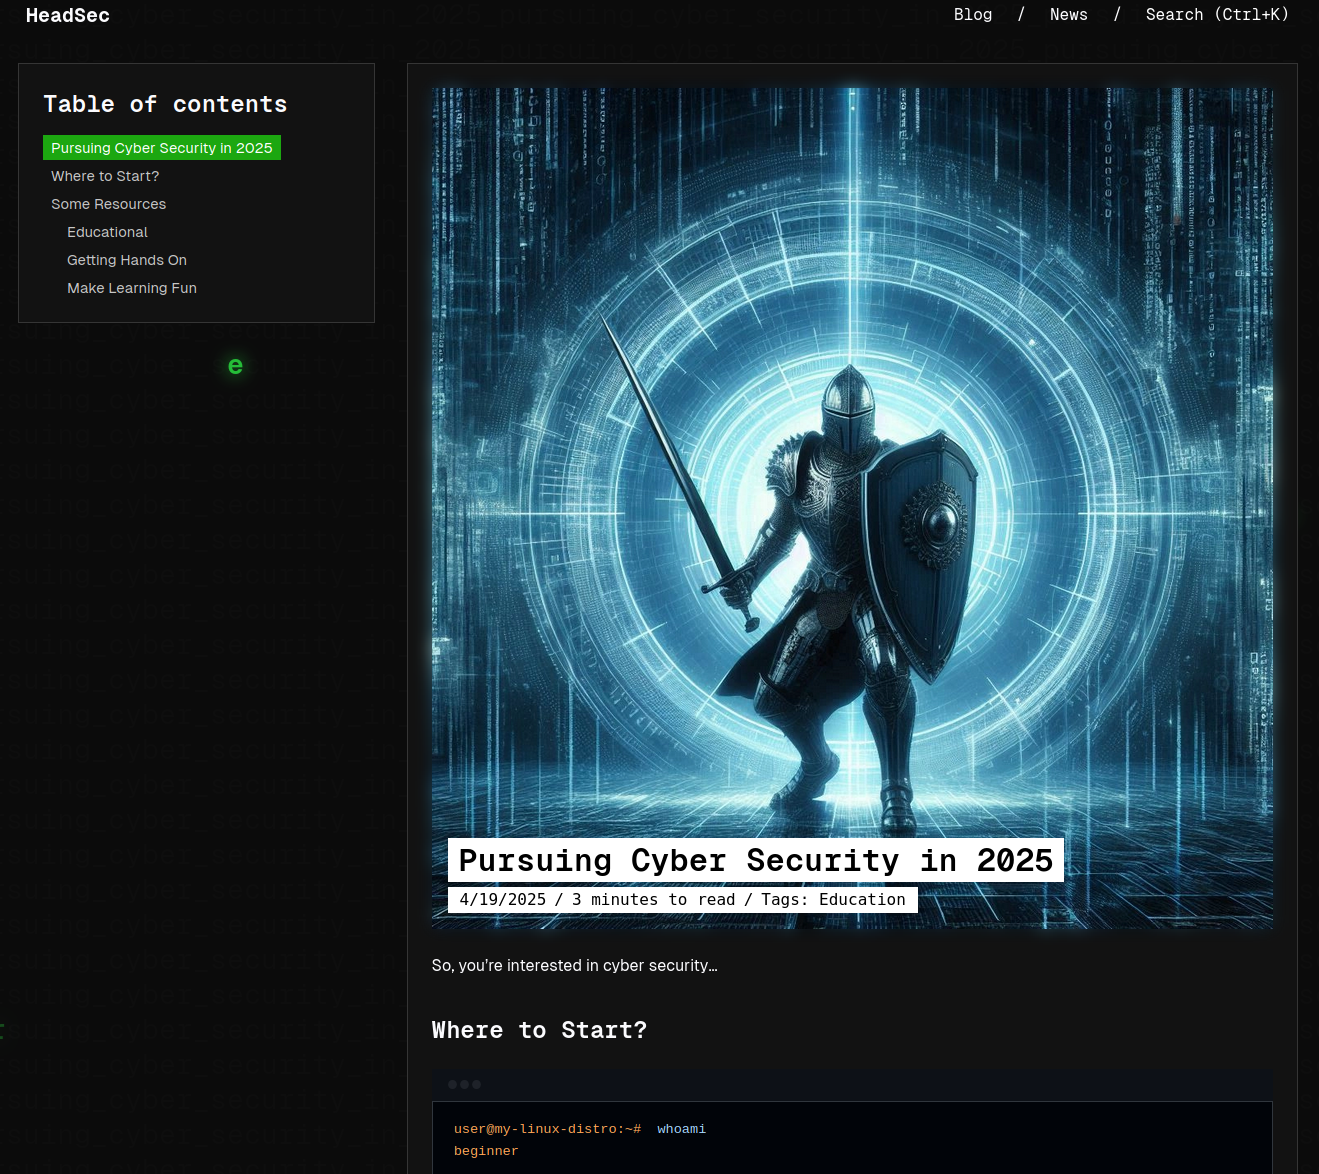 HeadSec
Blog / News / Search (Ctrl+K)
Table of contents
Pursuing Cyber Security in 2025
Where to Start?
Some Resources
Educational
Getting Hands On
Make Learning Fun
e
Pursuing Cyber Security in 2025
4/19/2025 / 3 minutes to read / Tags: Education
So, you're interested in cyber security…
Where to Start?
user@my-linux-distro:~# whoami
beginner